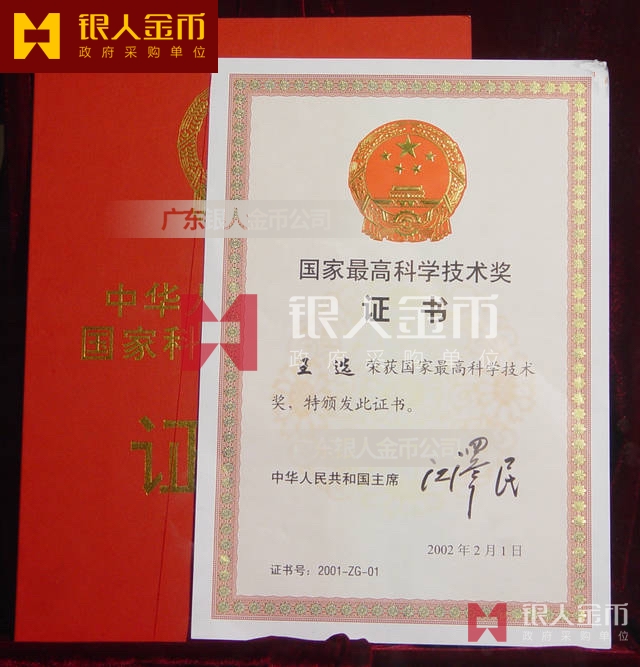 银人金币
政府采购单位
广东银人金币公司
中华人
国家科
证
国家最高科学技术奖
证 书
银人金币
政府采购单位
王选 荣获国家最高科学技术
奖，特颁发此证书。
广东银人金币公司
中华人民共和国主席 江泽民
2002年2月1日
证书号：2001-ZG-01
银人金币
政府采购单位